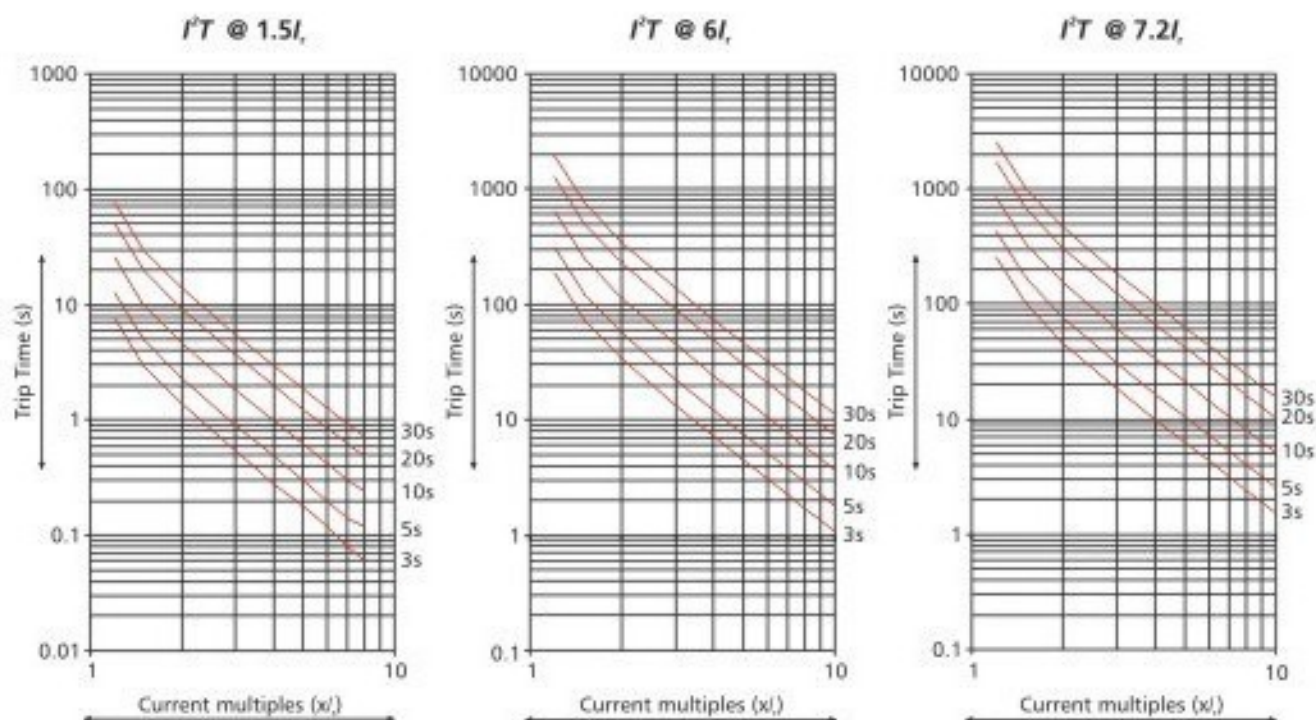 I²T @ 1.5Iᵣ
1000
100
10
1
0.1
0.01
Trip Time (s)
30s
20s
10s
5s
3s
1
10
Current multiples (xIᵣ)
I²T @ 6Iᵣ
10000
1000
100
10
1
0.1
Trip Time (s)
30s
20s
10s
5s
3s
1
10
Current multiples (xIᵣ)
I²T @ 7.2Iᵣ
10000
1000
100
10
1
0.1
Trip Time (s)
30s
20s
10s
5s
3s
1
10
Current multiples (xIᵣ)